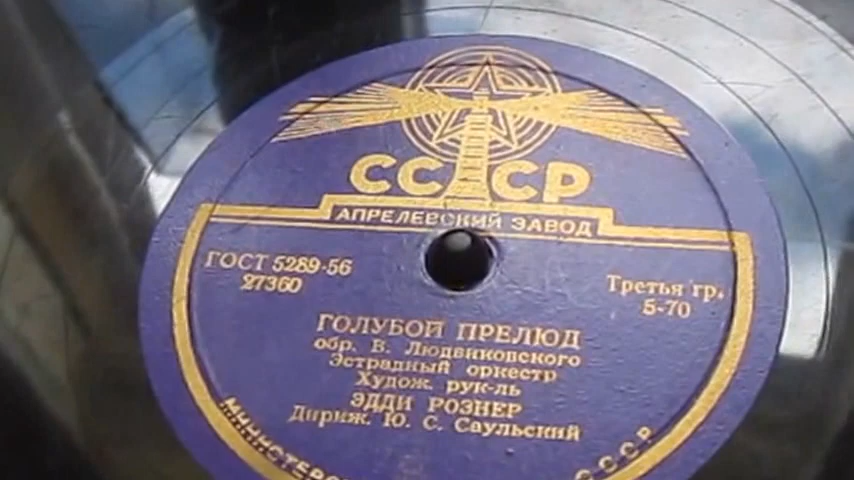 СССР
АПРЕЛЕВСКИЙ ЗАВОД
ГОСТ 5289-56
27360
Третья гр.
5-70
ГОЛУБОЙ ПРЕЛЮД
обр. В. Людвиковского
Эстрадный оркестр
Худож. рук-ль
ЭДДИ РОЗНЕР
Дириж. Ю. С. Саульский
СССР